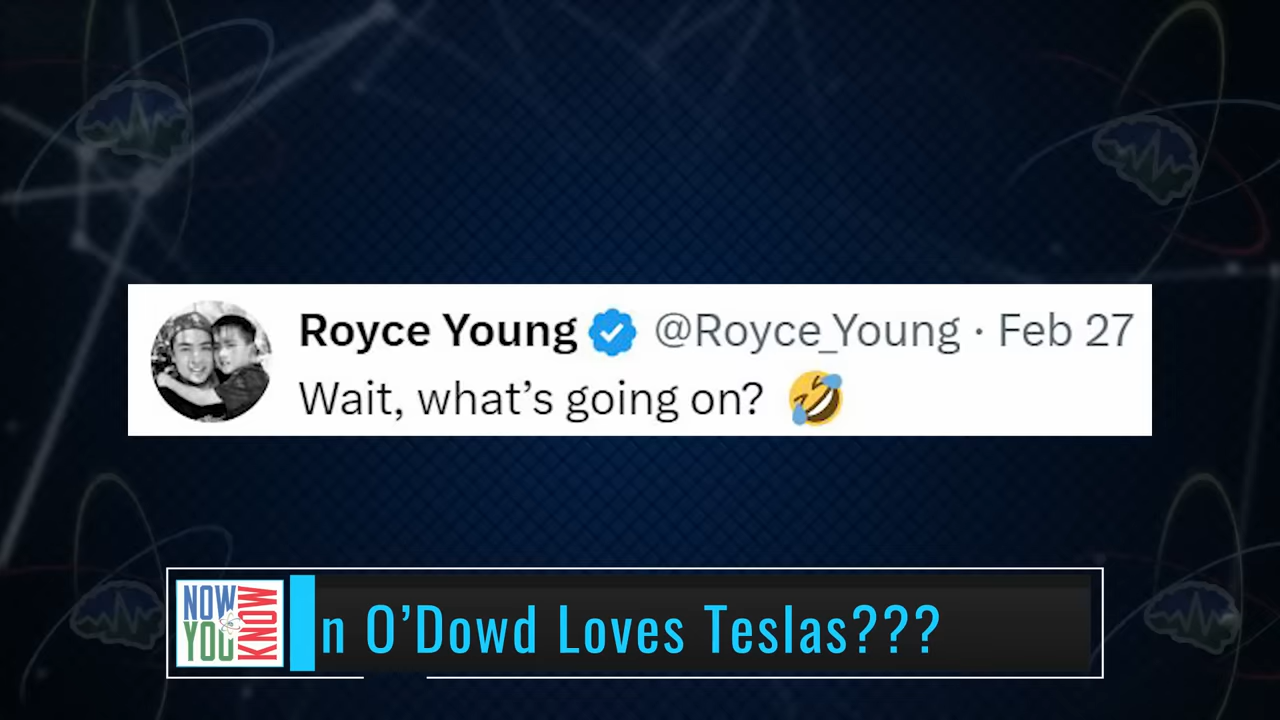 Royce Young @Royce_Young · Feb 27
Wait, what’s going on? 🤣
NOW YOU KNOW
n O’Dowd Loves Teslas???